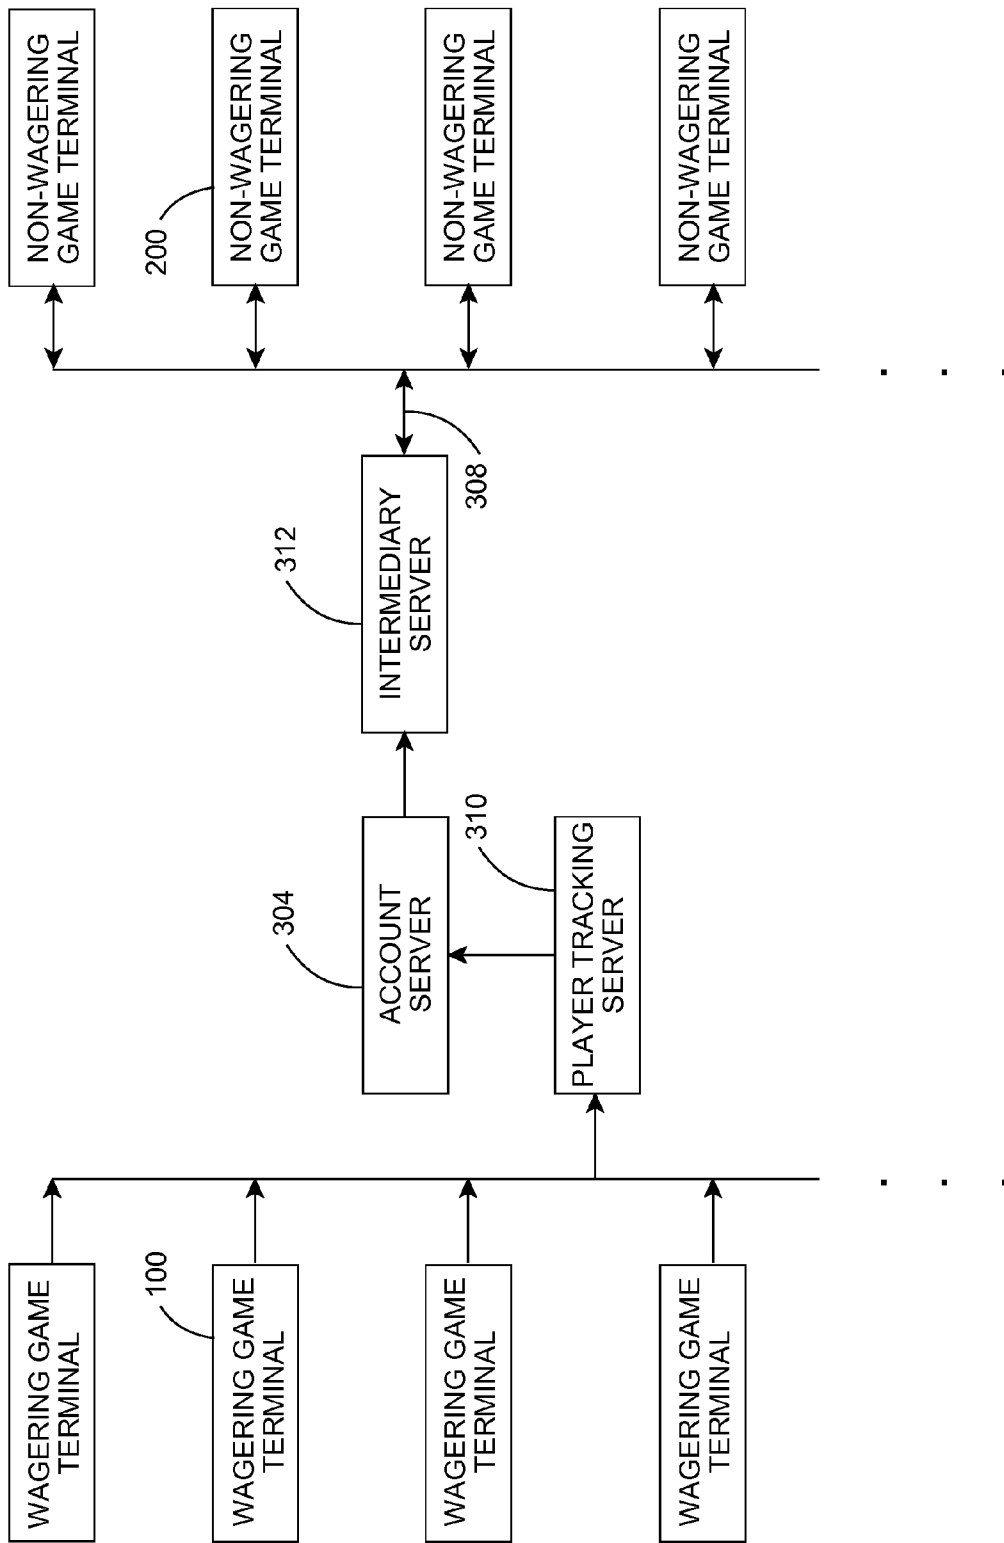 WAGERING GAME
TERMINAL
100
WAGERING GAME
TERMINAL
WAGERING GAME
TERMINAL
WAGERING GAME
TERMINAL
304
ACCOUNT
SERVER
310
PLAYER TRACKING
SERVER
312
INTERMEDIARY
SERVER
308
NON-WAGERING
GAME TERMINAL
200
NON-WAGERING
GAME TERMINAL
NON-WAGERING
GAME TERMINAL
NON-WAGERING
GAME TERMINAL